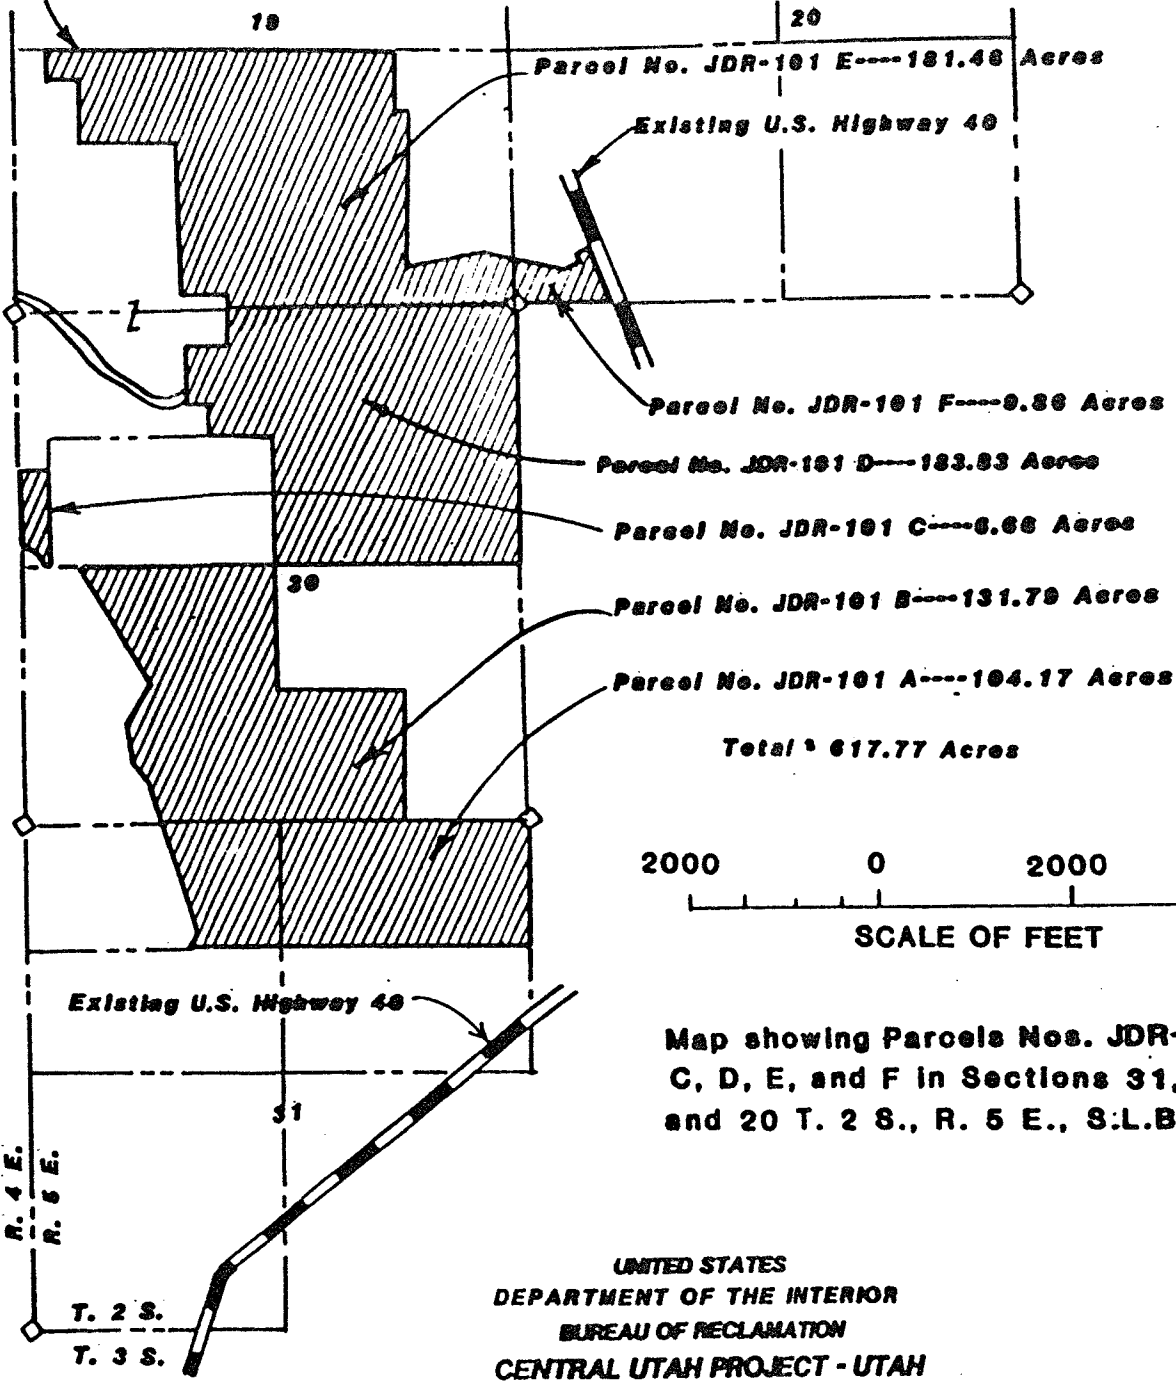 19
20
Parcel No. JDR-101 E----181.46 Acres
Existing U.S. Highway 40
Parcel No. JDR-101 F----9.86 Acres
Parcel No. JDR-101 D----183.83 Acres
Parcel No. JDR-101 C----6.66 Acres
30
Parcel No. JDR-101 B----131.79 Acres
Parcel No. JDR-101 A----104.17 Acres
Total = 617.77 Acres
2000 0 2000
SCALE OF FEET
Existing U.S. Highway 40
Map showing Parcels Nos. JDR-
C, D, E, and F in Sections 31,
and 20 T. 2 S., R. 5 E., S.L.B
31
R. 4 E.
R. 5 E.
T. 2 S.
T. 3 S.
UNITED STATES
DEPARTMENT OF THE INTERIOR
BUREAU OF RECLAMATION
CENTRAL UTAH PROJECT - UTAH